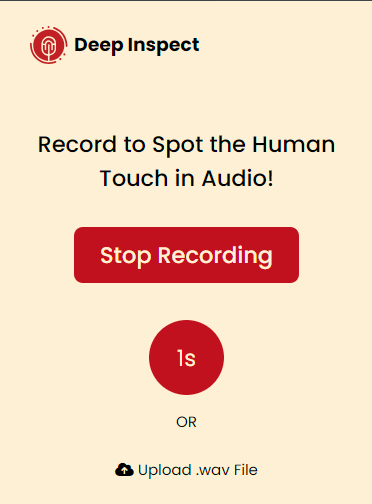 Deep Inspect
Record to Spot the Human
Touch in Audio!
Stop Recording
1s
OR
Upload .wav File